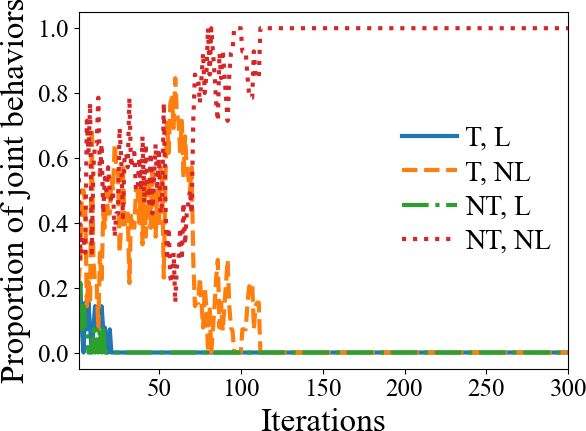 Proportion of joint behaviors
1.0
0.8
0.6
0.4
0.2
0.0
T, L
T, NL
NT, L
NT, NL
50 100 150 200 250 300
Iterations